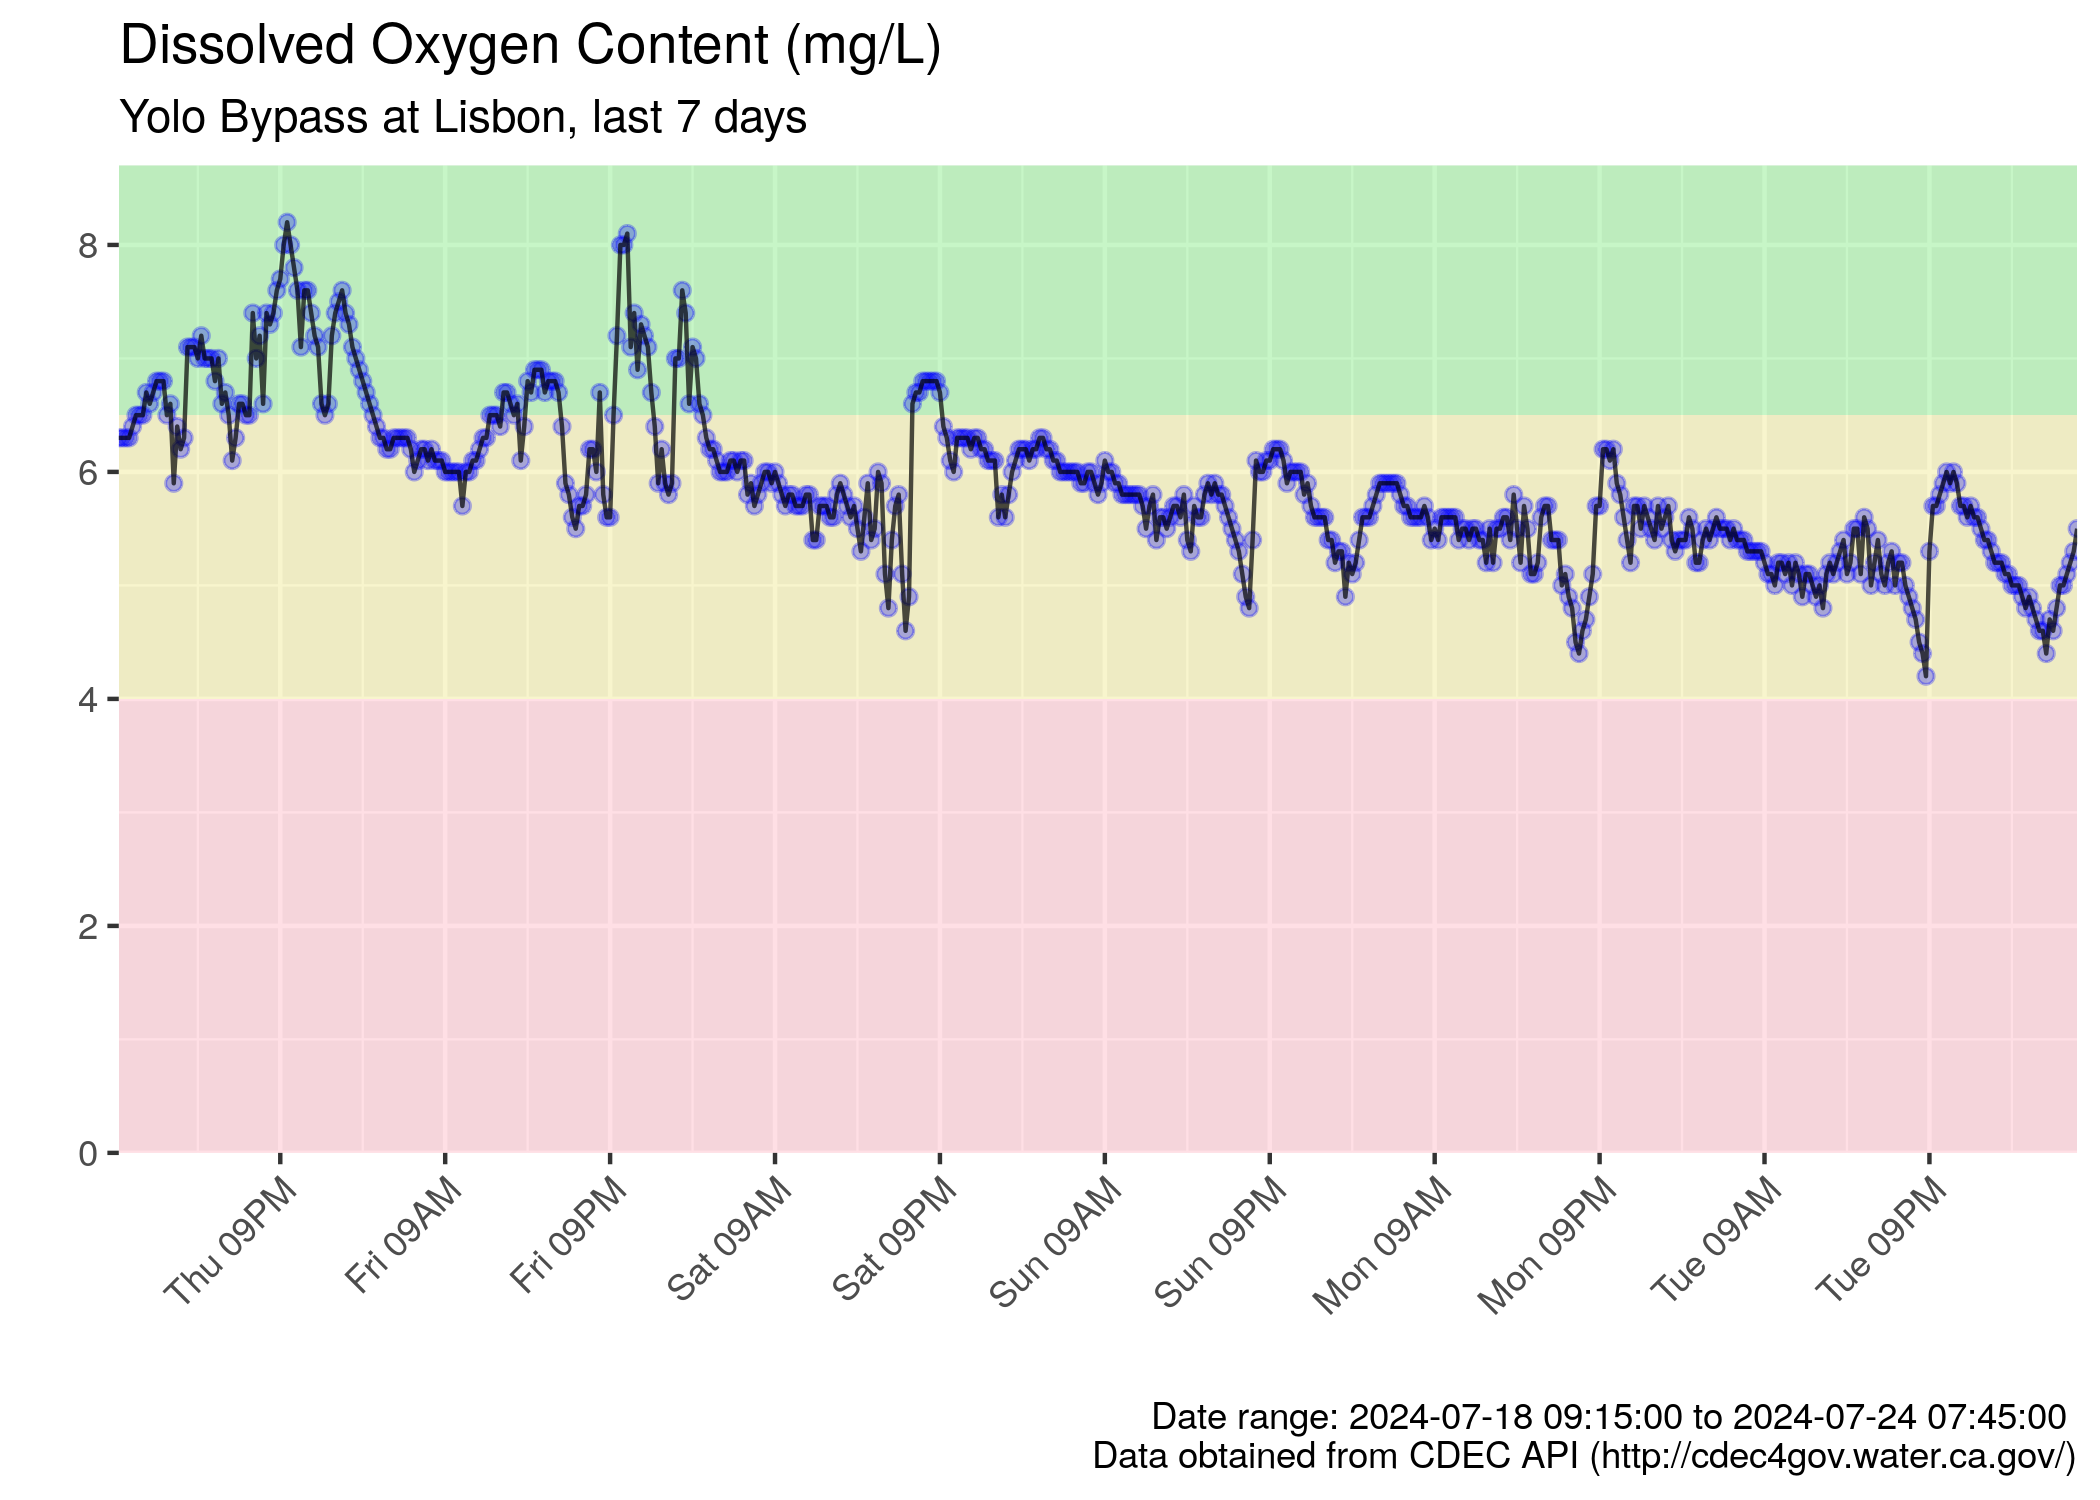 Dissolved Oxygen Content (mg/L)
Yolo Bypass at Lisbon, last 7 days
8
6
4
2
0
Thu 09PM
Fri 09AM
Fri 09PM
Sat 09AM
Sat 09PM
Sun 09AM
Sun 09PM
Mon 09AM
Mon 09PM
Tue 09AM
Tue 09PM
Date range: 2024-07-18 09:15:00 to 2024-07-24 07:45:00
Data obtained from CDEC API (http://cdec4gov.water.ca.gov/)